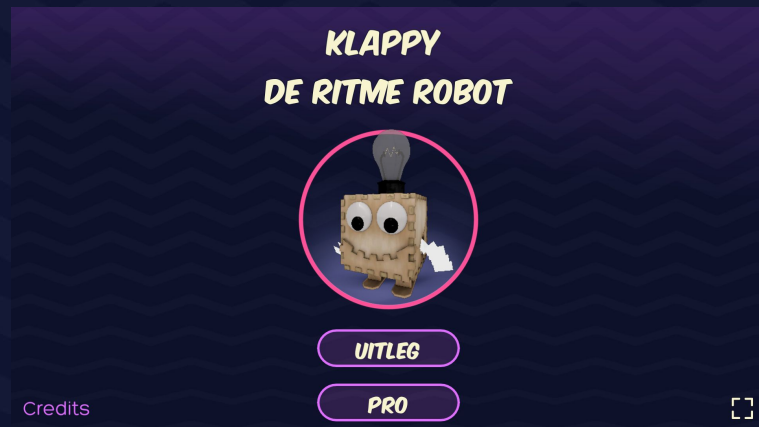 KLAPPY
DE RITME ROBOT
UITLEG
PRO
Credits